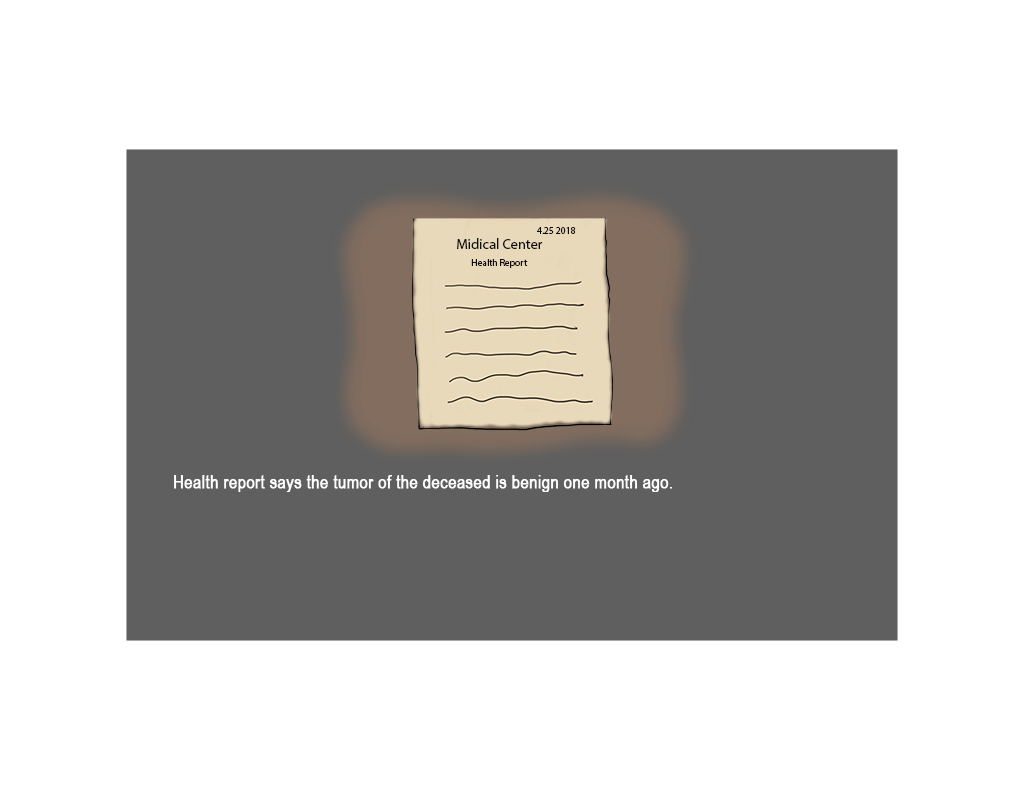 4.25 2018
Midical Center
Health Report
Health report says the tumor of the deceased is benign one month ago.